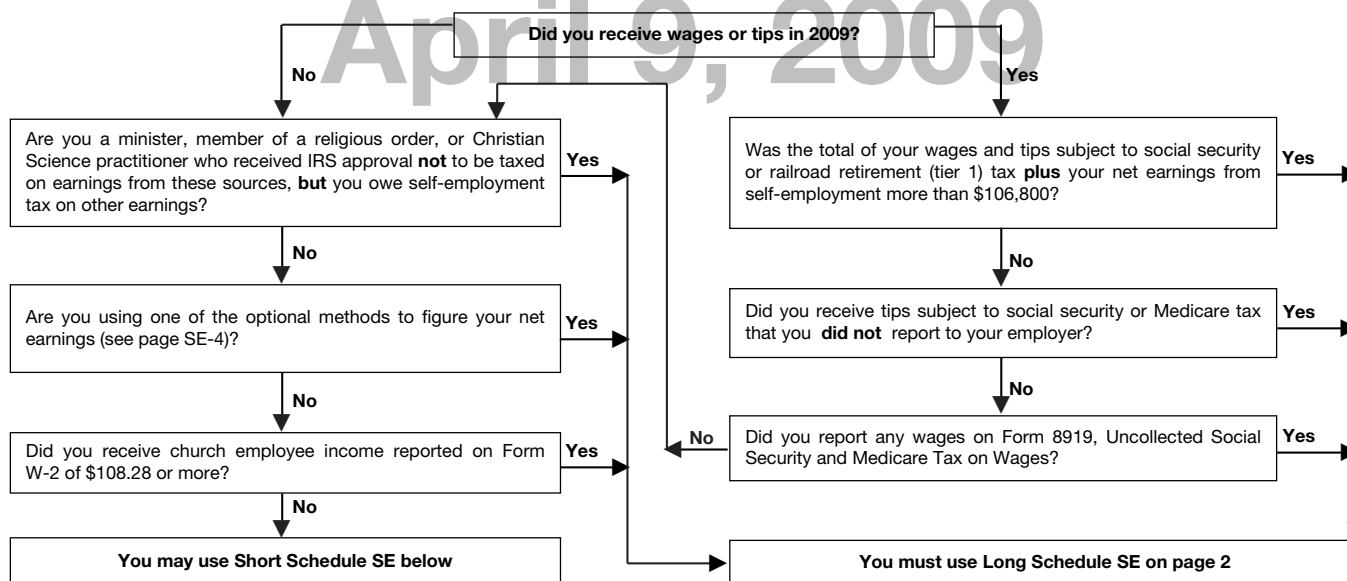 April 9, 2009
Did you receive wages or tips in 2009?
No
Yes
Are you a minister, member of a religious order, or Christian
Science practitioner who received IRS approval not to be taxed
on earnings from these sources, but you owe self-employment
tax on other earnings?
Yes
Was the total of your wages and tips subject to social security
or railroad retirement (tier 1) tax plus your net earnings from
self-employment more than $106,800?
Yes
No
No
Are you using one of the optional methods to figure your net
earnings (see page SE-4)?
Yes
Did you receive tips subject to social security or Medicare tax
that you did not report to your employer?
Yes
No
No
Did you receive church employee income reported on Form
W-2 of $108.28 or more?
Yes
No
Did you report any wages on Form 8919, Uncollected Social
Security and Medicare Tax on Wages?
Yes
No
You may use Short Schedule SE below
You must use Long Schedule SE on page 2